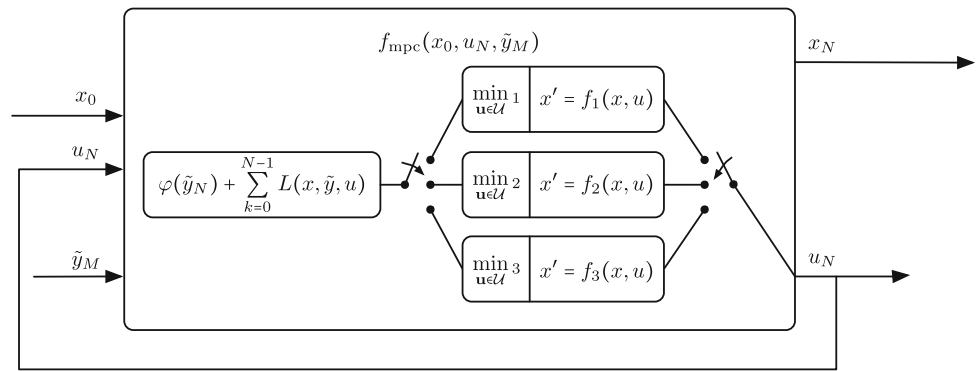 f_mpc(x_0, u_N, ỹ_M)
x_N
x_0
min_{𝐮∈𝒰} 1 x′ = f_1(x, u)
u_N
φ(ỹ_N) + ∑_{k=0}^{N−1} L(x, ỹ, u)
min_{𝐮∈𝒰} 2 x′ = f_2(x, u)
ỹ_M
min_{𝐮∈𝒰} 3 x′ = f_3(x, u)
u_N